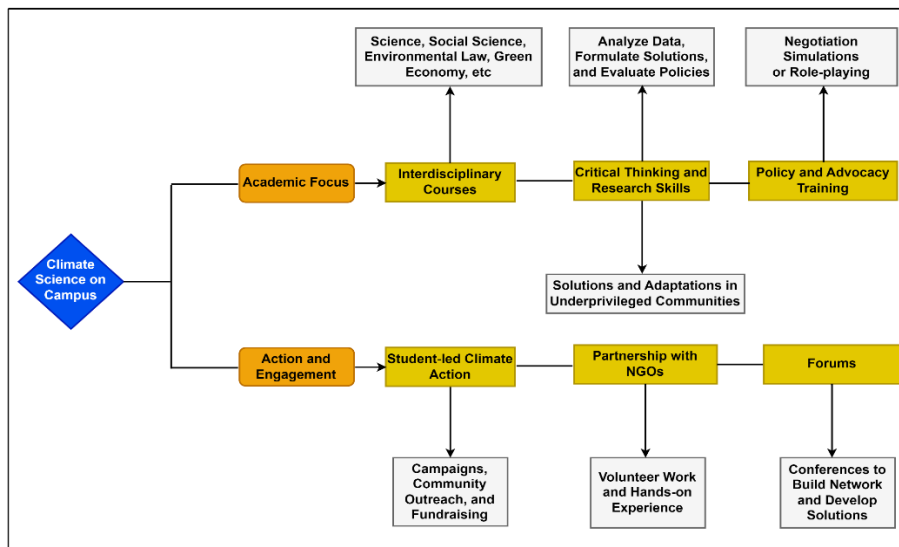 Science, Social Science,
Environmental Law, Green
Economy, etc
Analyze Data,
Formulate Solutions,
and Evaluate Policies
Negotiation
Simulations
or Role-playing
Academic Focus
Interdisciplinary
Courses
Critical Thinking and
Research Skills
Policy and Advocacy
Training
Climate
Science on
Campus
Solutions and Adaptations in
Underprivileged Communities
Action and
Engagement
Student-led Climate
Action
Partnership with
NGOs
Forums
Campaigns,
Community
Outreach, and
Fundraising
Volunteer Work
and Hands-on
Experience
Conferences to
Build Network
and Develop
Solutions